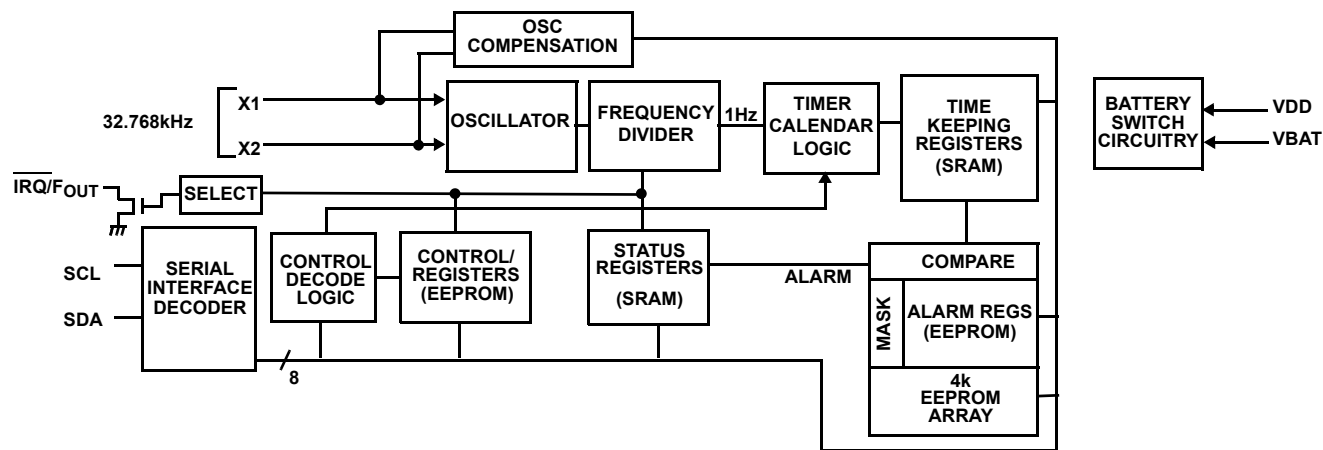 OSC
COMPENSATION
32.768kHz
X1
X2
OSCILLATOR
FREQUENCY
DIVIDER
1Hz
TIMER
CALENDAR
LOGIC
TIME
KEEPING
REGISTERS
(SRAM)
BATTERY
SWITCH
CIRCUITRY
VDD
VBAT
IRQ/FOUT
SELECT
SCL
SDA
SERIAL
INTERFACE
DECODER
CONTROL
DECODE
LOGIC
CONTROL/
REGISTERS
(EEPROM)
STATUS
REGISTERS
(SRAM)
ALARM
COMPARE
MASK
ALARM REGS
(EEPROM)
4k
EEPROM
ARRAY
8